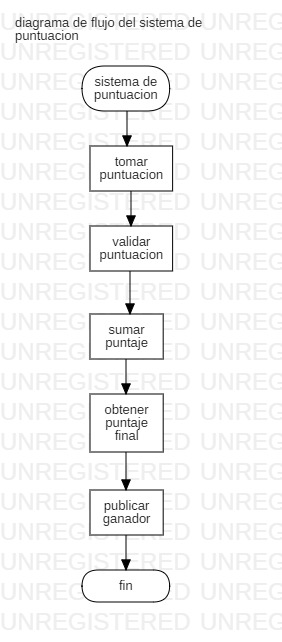 diagrama de flujo del sistema de
puntuacion
sistema de
puntuacion
tomar
puntuacion
validar
puntuacion
sumar
puntaje
obtener
puntaje
final
publicar
ganador
fin
UNREGISTERED